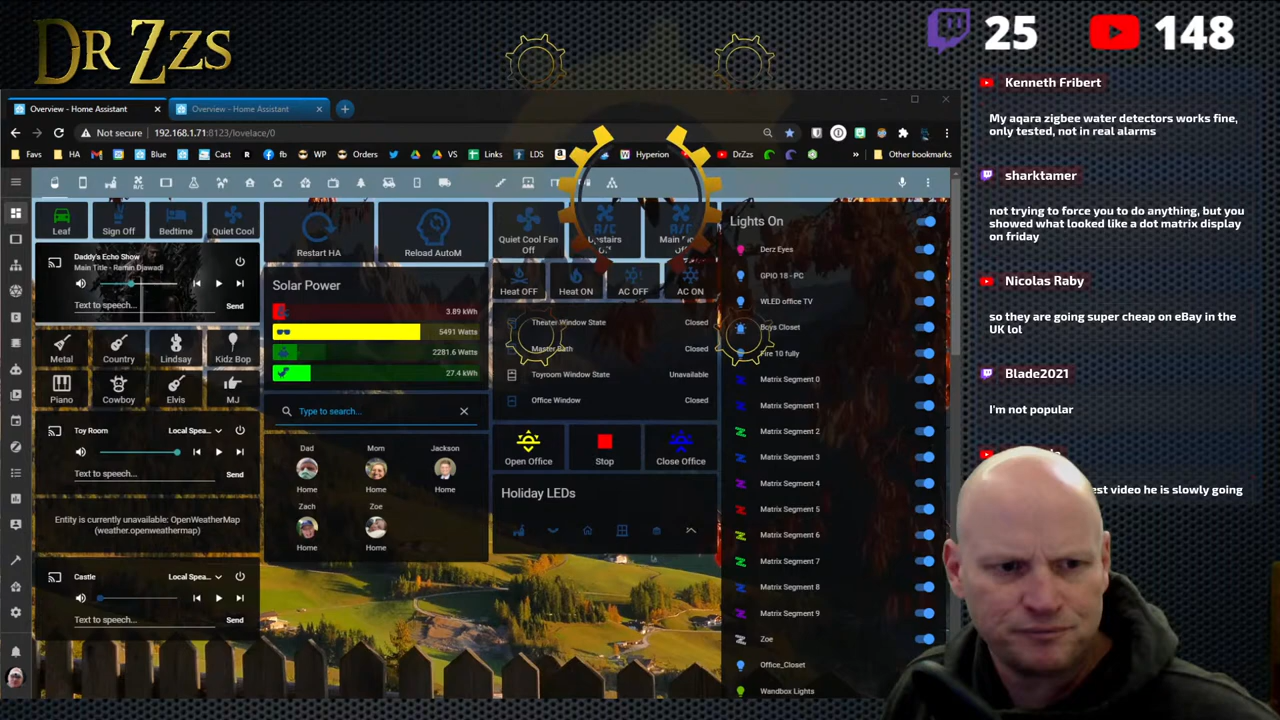 DR ZZS
25
148
Kenneth Fribert
My aqara zigbee water detectors works fine,
only tested, not in real alarms
sharktamer
not trying to force you to do anything, but you
showed what looked like a dot matrix display
on friday
Nicolas Raby
so they are going super cheap on eBay in the
UK lol
Blade2021
I'm not popular
est video he is slowly going
Overview - Home Assistant
Overview - Home Assistant
Not secure
192.168.1.71:8123/lovelace/0
Favs
HA
Blue
Cast
fb
WP
Orders
VS
Links
LDS
Hyperion
DrZzs
Other bookmarks
Leaf
Sign Off
Bedtime
Quiet Cool
Daddy's Echo Show
Main Title - Ramin Djawadi
Text to speech...
Send
Metal
Country
Lindsay
Kidz Bop
Piano
Cowboy
Elvis
MJ
Toy Room
Local Spea...
Text to speech...
Send
Entity is currently unavailable: OpenWeatherMap
(weather.openweathermap)
Castle
Local Spea...
Text to speech...
Send
Restart HA
Reload AutoM
Solar Power
3.89 kWh
5491 Watts
2281.6 Watts
27.4 kWh
Type to search...
Dad
Mom
Jackson
Home
Home
Home
Zach
Zoe
Home
Home
Quiet Cool Fan
Off
Upstairs
Off
Main
Heat OFF
Heat ON
AC OFF
AC ON
Theater Window State
Closed
Master Bath
Closed
Toyroom Window State
Unavailable
Office Window
Closed
Open Office
Stop
Close Office
Holiday LEDs
Lights On
Derz Eyes
GPIO 18 - PC
WLED office TV
Boys Closet
Fire 10 fully
Matrix Segment 0
Matrix Segment 1
Matrix Segment 2
Matrix Segment 3
Matrix Segment 4
Matrix Segment 5
Matrix Segment 6
Matrix Segment 7
Matrix Segment 8
Matrix Segment 9
Zoe
Office_Closet
Wandbox Lights